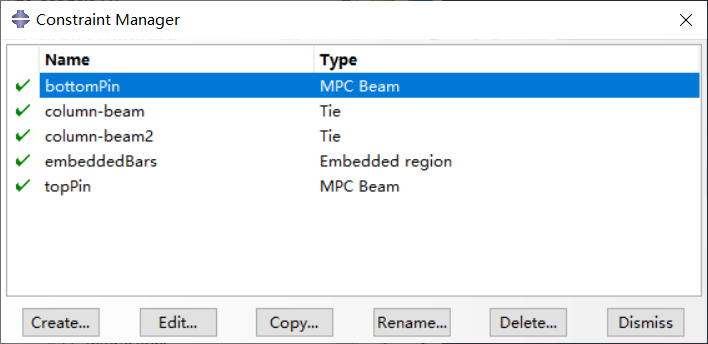 Constraint Manager
Name Type
bottomPin MPC Beam
column-beam Tie
column-beam2 Tie
embeddedBars Embedded region
topPin MPC Beam
Create... Edit... Copy... Rename... Delete... Dismiss